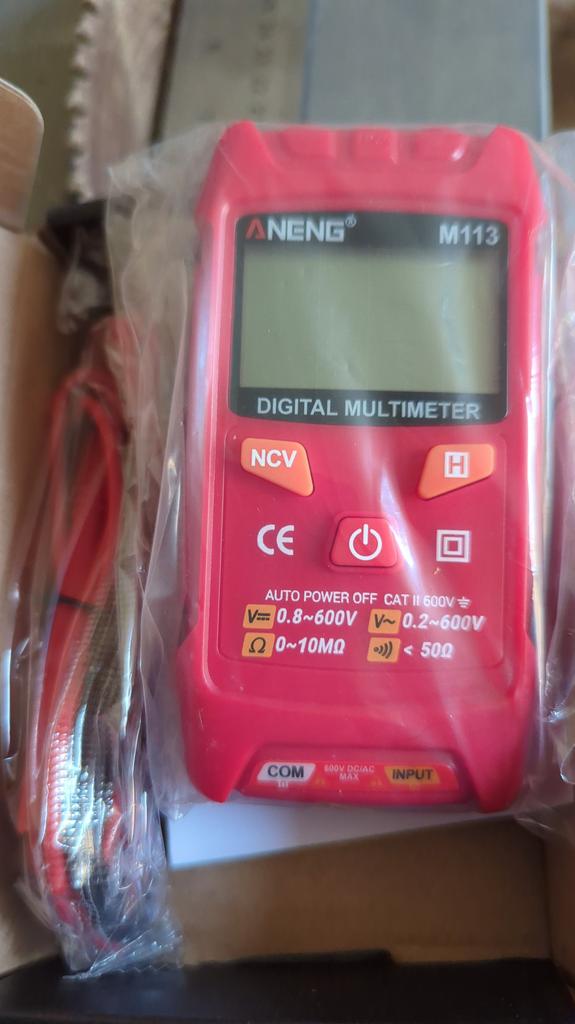 ANENG® M113
DIGITAL MULTIMETER
NCV H
CE
AUTO POWER OFF CAT II 600V
V 0.8~600V V~ 0.2~600V
Ω 0~10MΩ < 50Ω
COM 600V DC/AC MAX INPUT